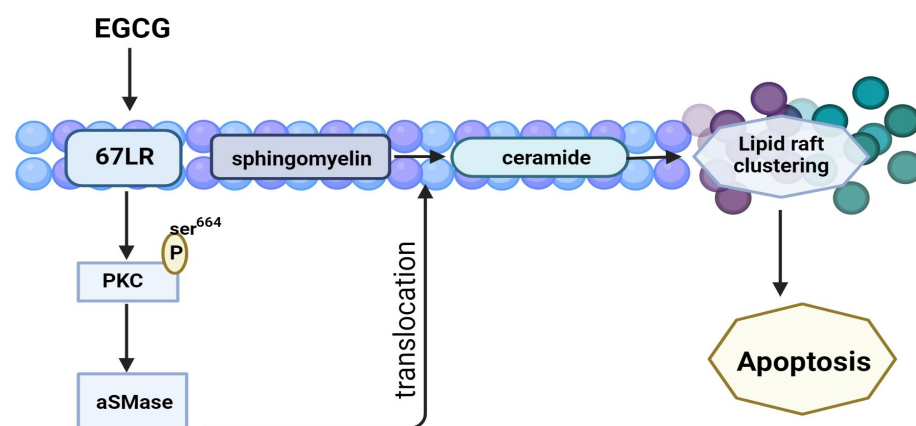 EGCG
67LR
sphingomyelin
ceramide
Lipid raft
clustering
ser664
P
PKC
translocation
aSMase
Apoptosis